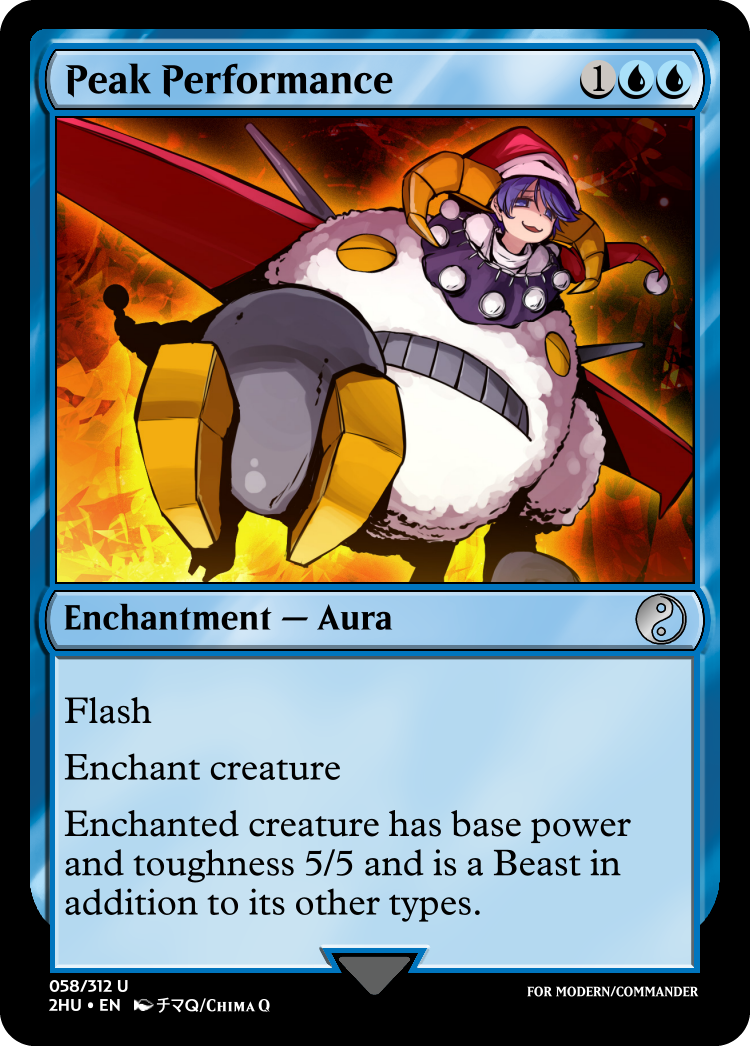 Peak Performance 1
Enchantment — Aura
Flash
Enchant creature
Enchanted creature has base power
and toughness 5/5 and is a Beast in
addition to its other types.
058/312 U
2HU • EN チマQ/Chima Q
FOR MODERN/COMMANDER